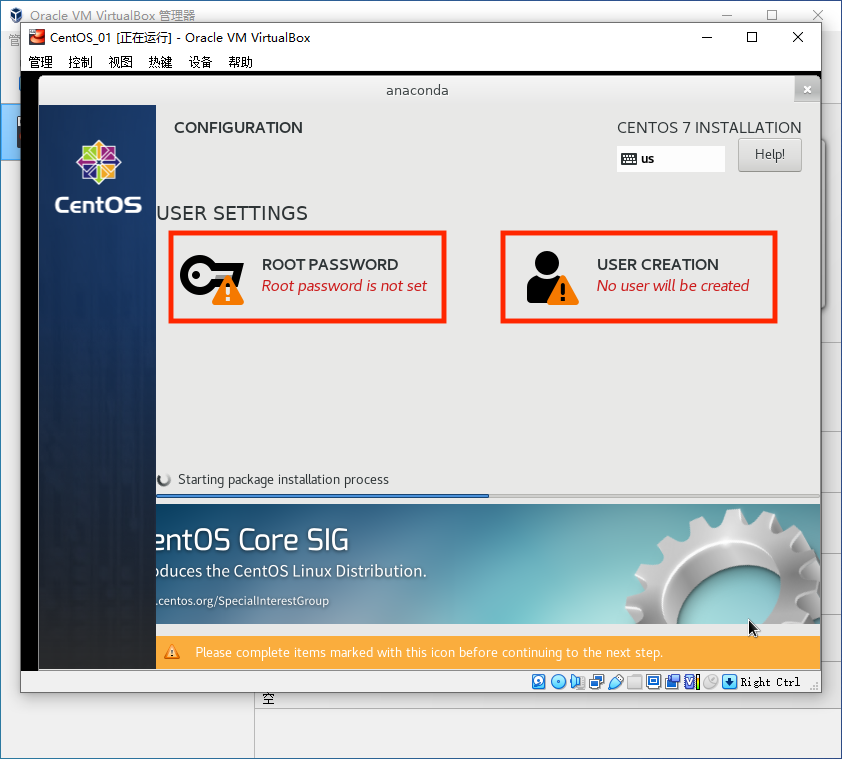 Oracle VM VirtualBox 管理器
CentOS_01 [正在运行] - Oracle VM VirtualBox
管理 控制 视图 热键 设备 帮助
anaconda
CONFIGURATION
CENTOS 7 INSTALLATION
us
Help!
CentOS
USER SETTINGS
ROOT PASSWORD
Root password is not set
USER CREATION
No user will be created
Starting package installation process
entOS Core SIG
oduces the CentOS Linux Distribution.
.centos.org/SpecialInterestGroup
Please complete items marked with this icon before continuing to the next step.
Right Ctrl
空